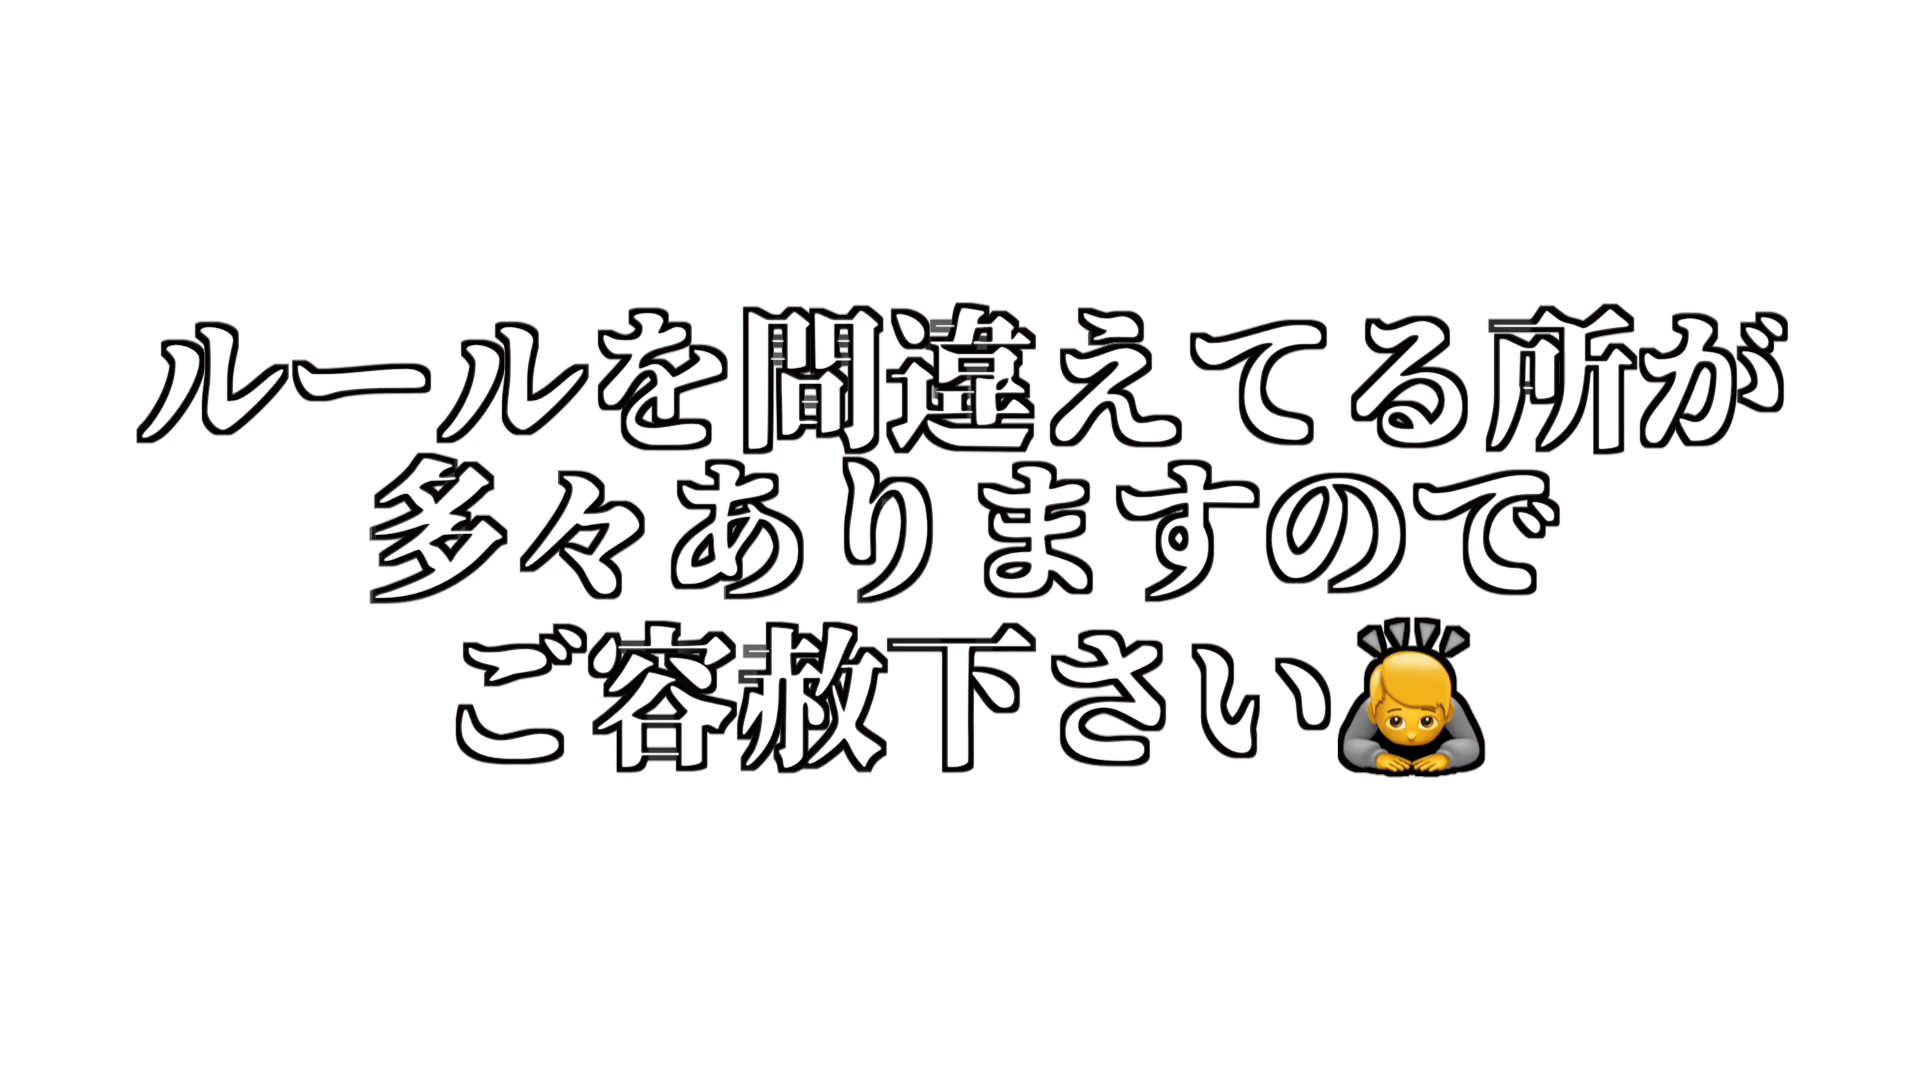 ルールを間違えてる所が
多々ありますので
ご容赦下さい🙇